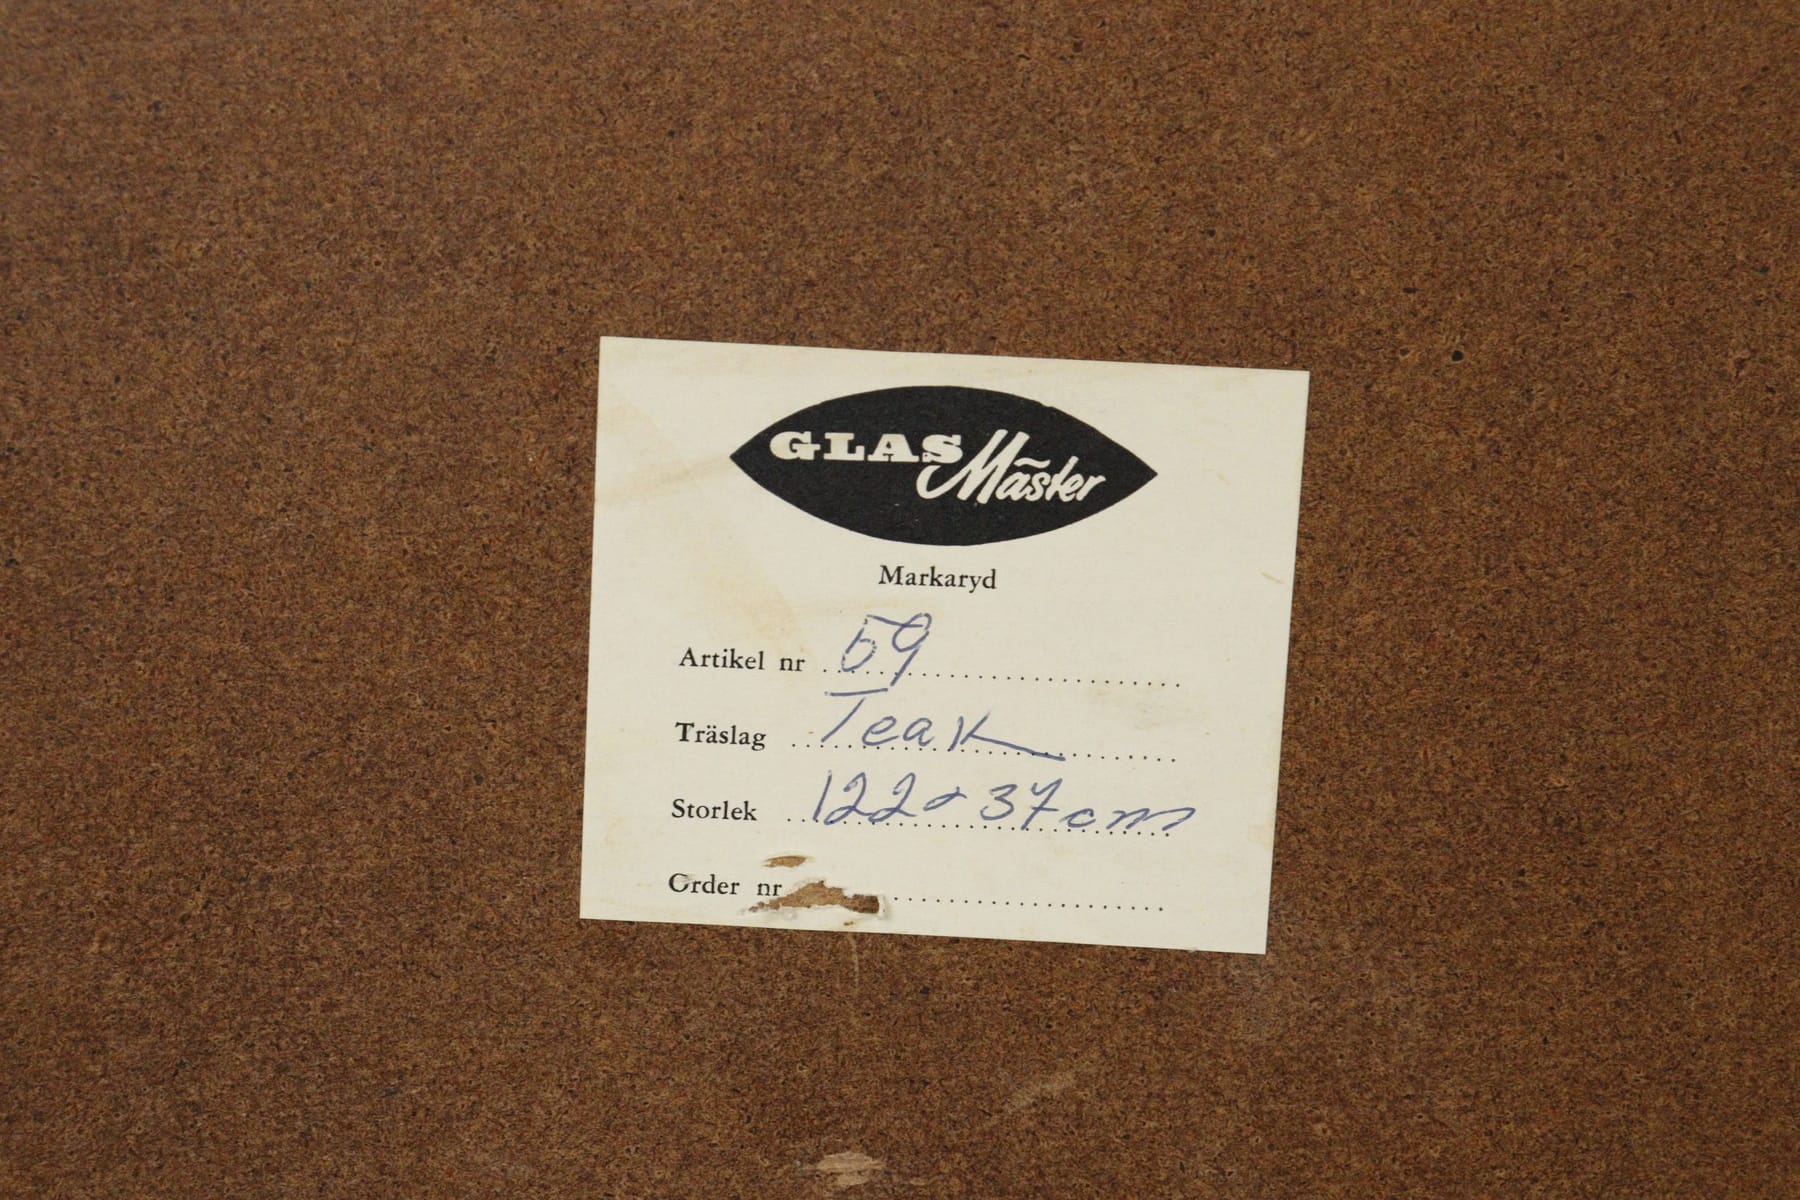 GLAS Mäster
Markaryd
Artikel nr 59
Träslag Teak
Storlek 122 x 37 cm
Order nr